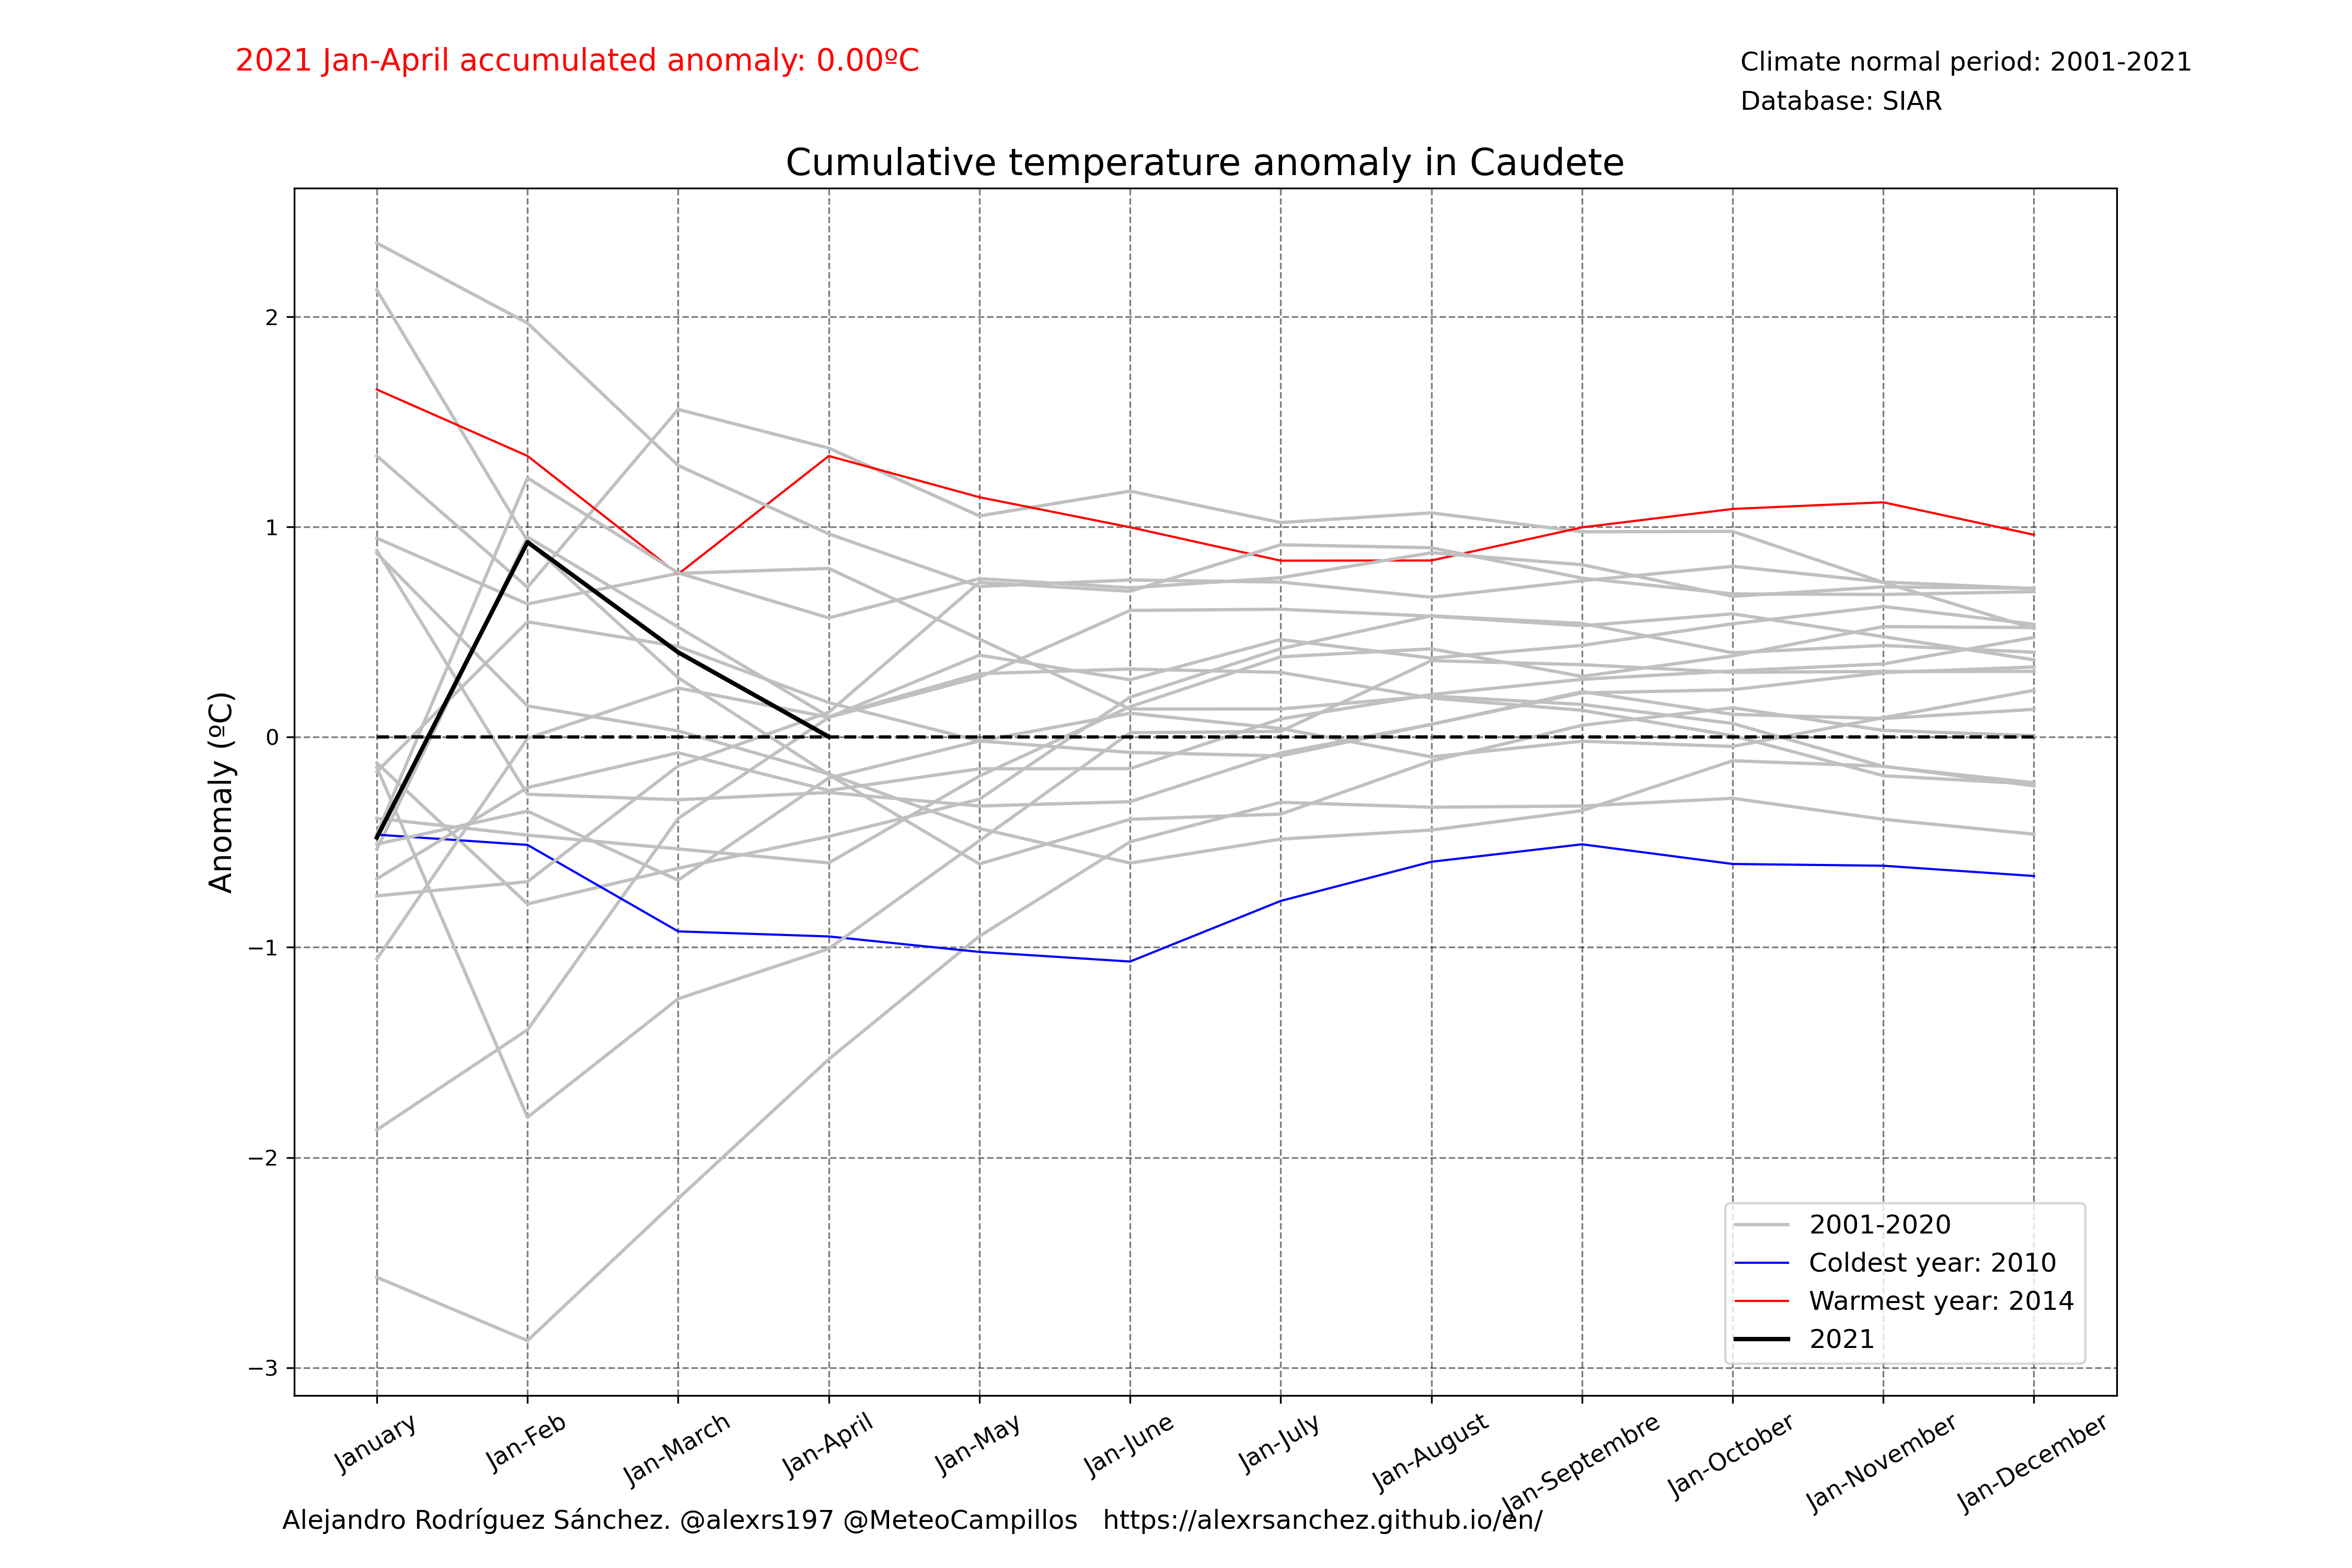 2021 Jan-April accumulated anomaly: 0.00ºC
Climate normal period: 2001-2021
Database: SIAR
Cumulative temperature anomaly in Caudete
Anomaly (ºC)
2
1
0
−1
−2
−3
2001-2020
Coldest year: 2010
Warmest year: 2014
2021
January
Jan-Feb
Jan-March
Jan-April
Jan-May
Jan-June
Jan-July
Jan-August
Jan-Septembre
Jan-October
Jan-November
Jan-December
Alejandro Rodríguez Sánchez. @alexrs197 @MeteoCampillos   https://alexrsanchez.github.io/en/